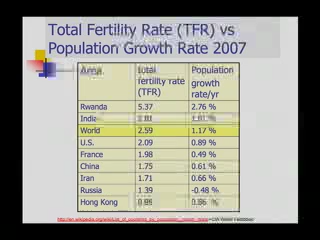 Total Fertility Rate (TFR) vs
Population Growth Rate 2007
Area total fertility rate (TFR) Population growth rate/yr
Rwanda 5.37 2.76 %
India
World 2.59 1.17 %
U.S. 2.09 0.89 %
France 1.98 0.49 %
China 1.75 0.61 %
Iran 1.71 0.66 %
Russia 1.39 -0.48 %
Hong Kong